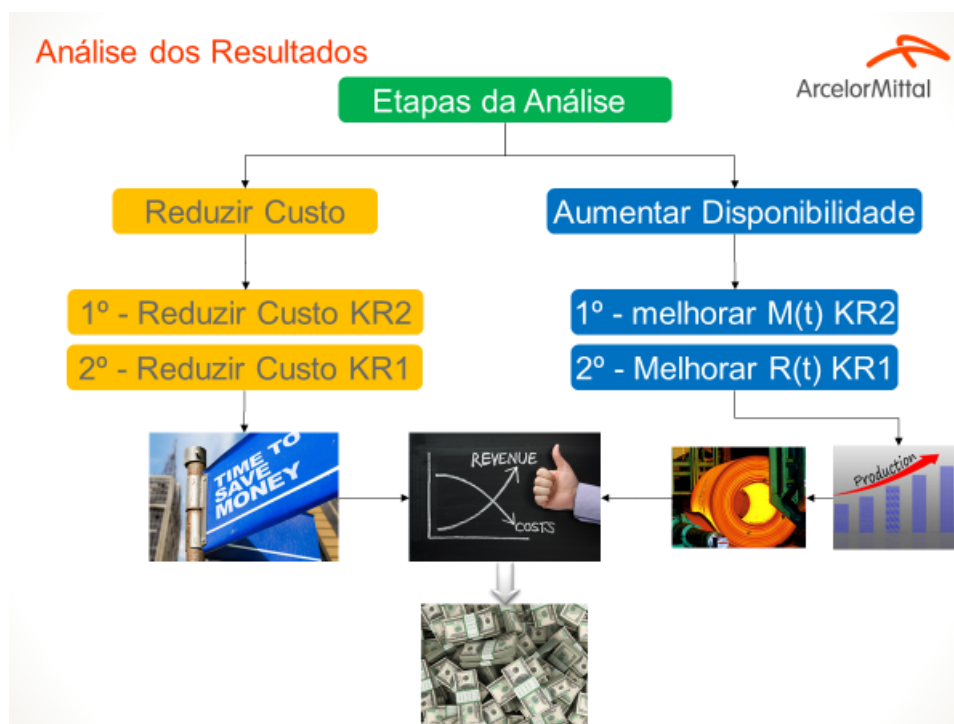 Análise dos Resultados
ArcelorMittal
Etapas da Análise
Reduzir Custo
Aumentar Disponibilidade
1º - Reduzir Custo KR2
2º - Reduzir Custo KR1
1º - melhorar M(t) KR2
2º - Melhorar R(t) KR1
TIME TO
SAVE
MONEY
REVENUE
COSTS
Production